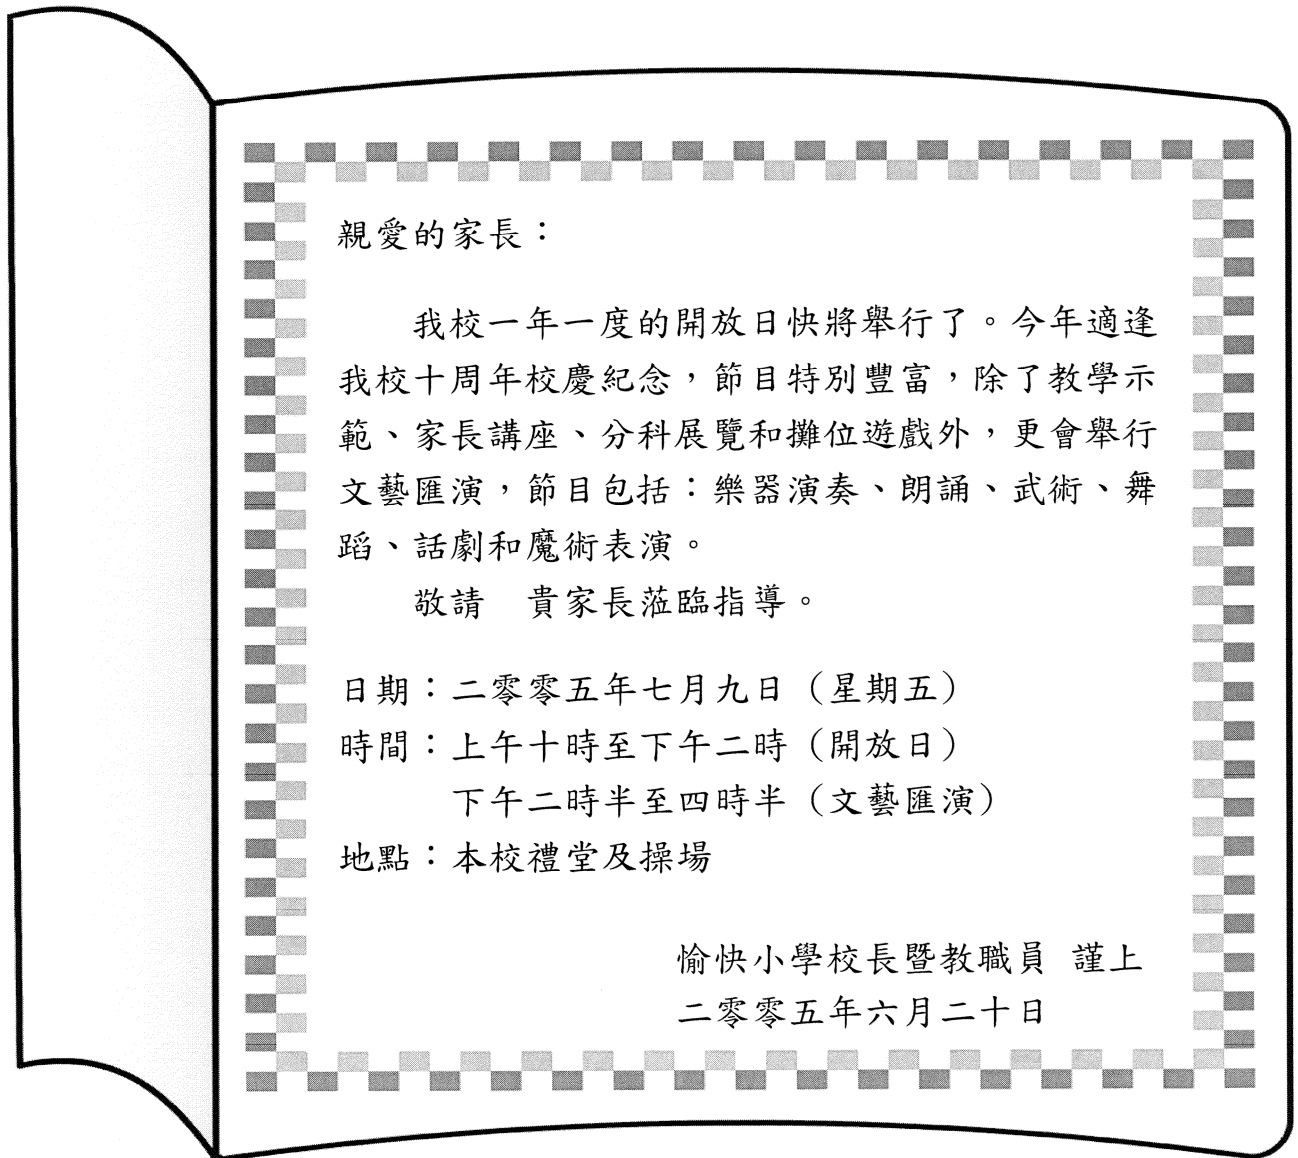 親愛的家長：
我校一年一度的開放日快將舉行了。今年適逢
我校十周年校慶紀念，節目特別豐富，除了教學示
範、家長講座、分科展覽和攤位遊戲外，更會舉行
文藝匯演，節目包括：樂器演奏、朗誦、武術、舞
蹈、話劇和魔術表演。
敬請　貴家長蒞臨指導。
日期：二零零五年七月九日（星期五）
時間：上午十時至下午二時（開放日）
下午二時半至四時半（文藝匯演）
地點：本校禮堂及操場
愉快小學校長暨教職員 謹上
二零零五年六月二十日